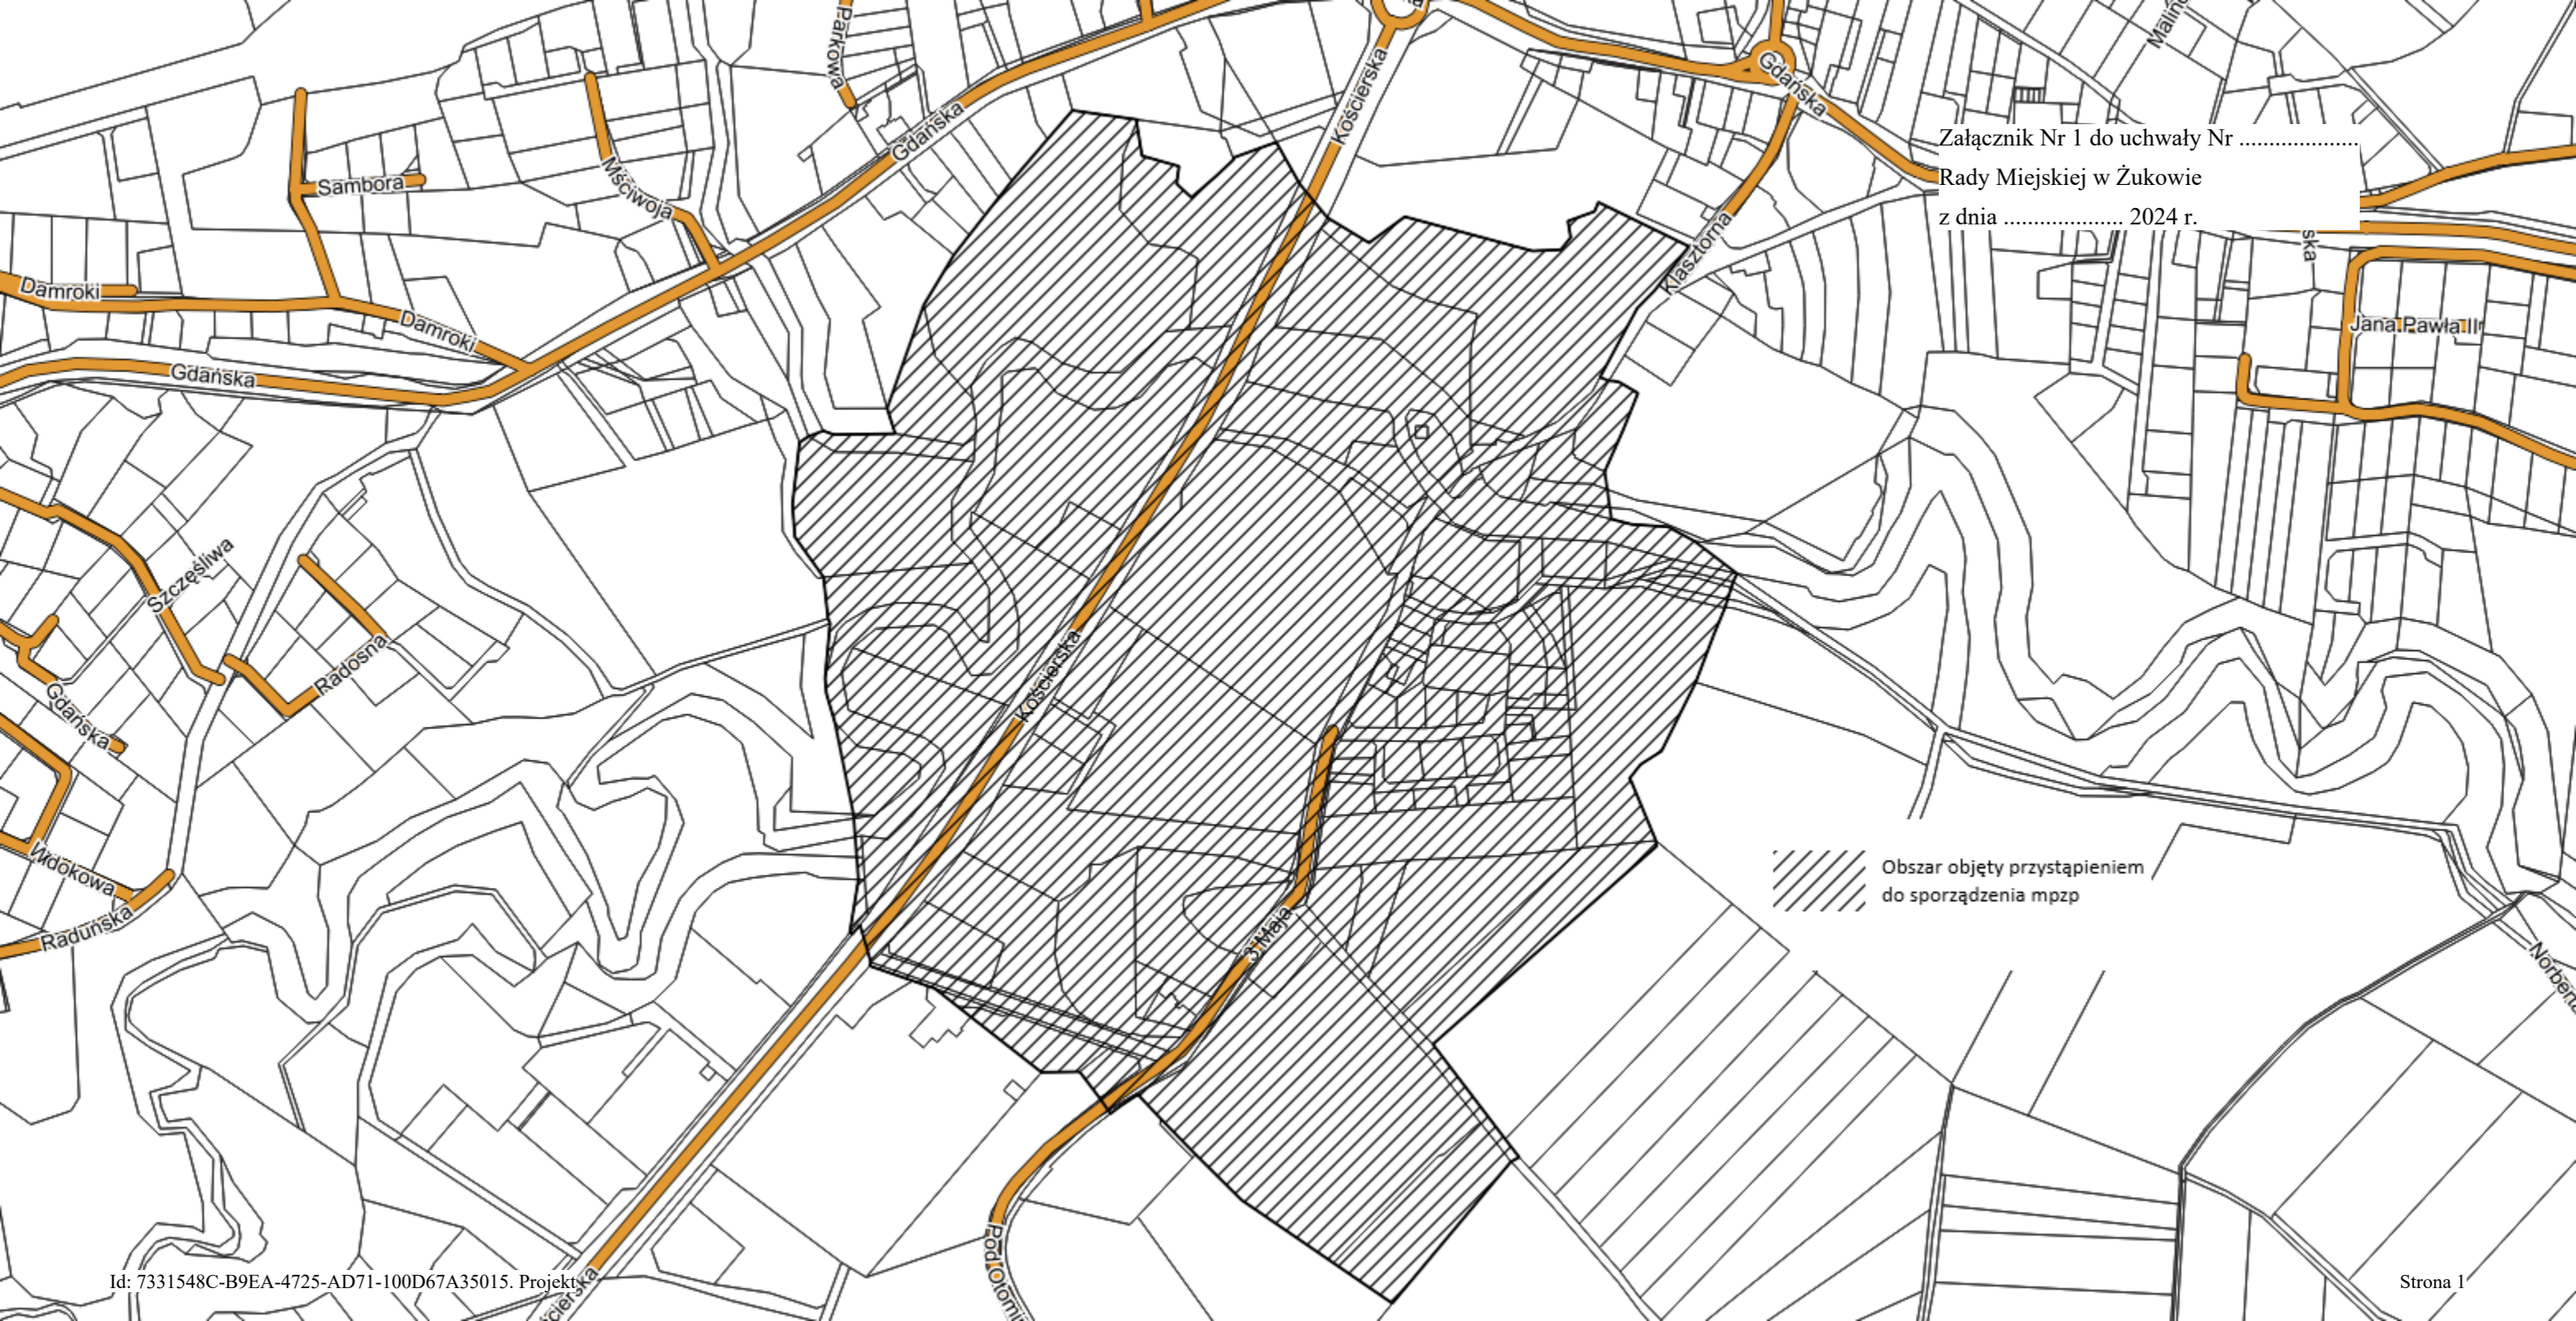 Parkowa
Kościerska
Gdańska
Gdańska
Załącznik Nr 1 do uchwały Nr ....................
Rady Miejskiej w Żukowie
z dnia .................... 2024 r.
Sambora
Mściwoja
Klasztorna
Damroki
Damroki
Gdańska
Jana Pawła II
Szczęśliwa
Radosna
Gdańska
Kościerska
Wdokowa
Raduńska
3 Maja
Obszar objęty przystąpieniem
do sporządzenia mpzp
Id: 7331548C-B9EA-4725-AD71-100D67A35015. Projekt
Strona 1